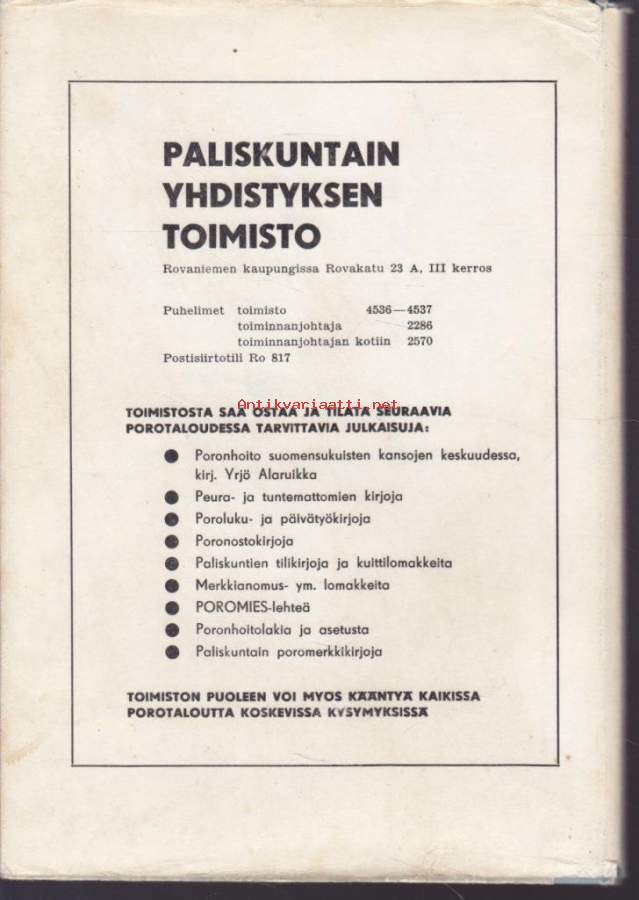 PALISKUNTAIN
YHDISTYKSEN
TOIMISTO
Rovaniemen kaupungissa Rovakatu 23 A, III kerros
Puhelimet toimisto 4536—4537
toiminnanjohtaja 2286
toiminnanjohtajan kotiin 2570
Postisiirtotili Ro 817
Antikvariaatti.net
TOIMISTOSTA SAA OSTAA JA TILATA SEURAAVIA
POROTALOUDESSA TARVITTAVIA JULKAISUJA:
● Poronhoito suomensukuisten kansojen keskuudessa,
kirj. Yrjö Alaruikka
● Peura- ja tuntemattomien kirjoja
● Poroluku- ja päivätyökirjoja
● Poronostokirjoja
● Paliskuntien tilikirjoja ja kuittilomakkeita
● Merkkianomus- ym. lomakkeita
● POROMIES-lehteä
● Poronhoitolakia ja asetusta
● Paliskuntain poromerkkikirjoja
TOIMISTON PUOLEEN VOI MYÖS KÄÄNTYÄ KAIKISSA
POROTALOUTTA KOSKEVISSA KYSYMYKSISSÄ